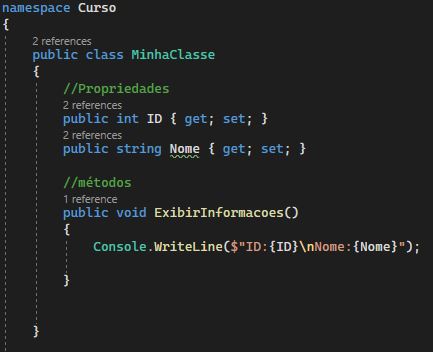 namespace Curso
{
2 references
public class MinhaClasse
{
//Propriedades
2 references
public int ID { get; set; }
2 references
public string Nome { get; set; }
//métodos
1 reference
public void ExibirInformacoes()
{
Console.WriteLine($"ID:{ID}\nNome:{Nome}");
}
}